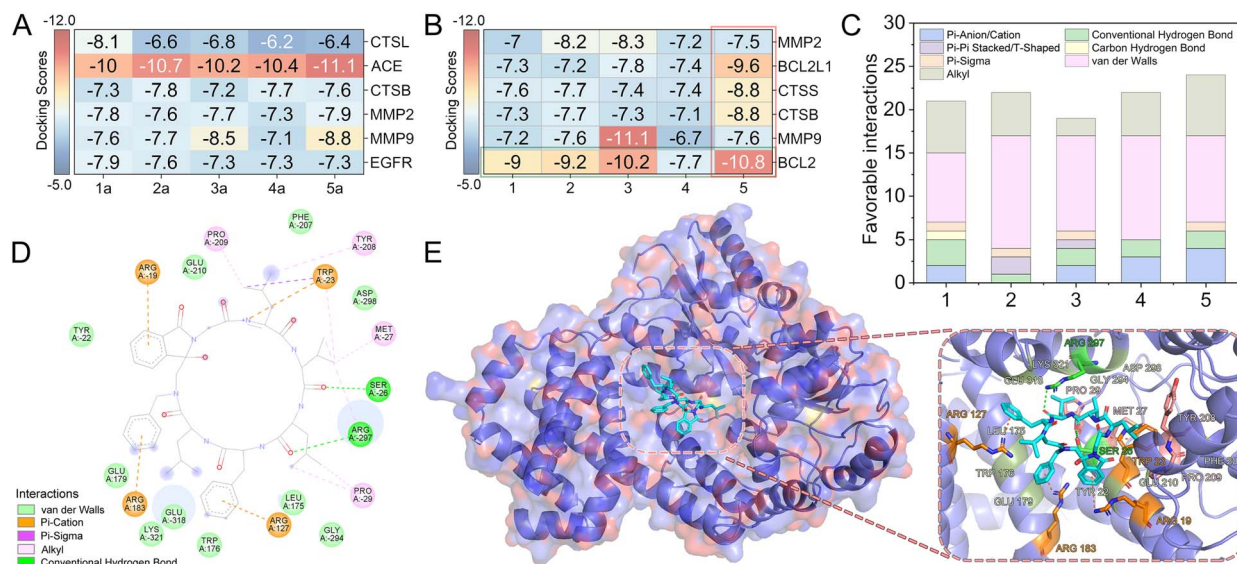 A
-12.0
Docking Scores
-5.0
-8.1 -6.6 -6.8 -6.2 -6.4 CTSL
-10 -10.7 -10.2 -10.4 -11.1 ACE
-7.3 -7.8 -7.2 -7.7 -7.6 CTSB
-7.8 -7.6 -7.7 -7.3 -7.9 MMP2
-7.6 -7.7 -8.5 -7.1 -8.8 MMP9
-7.9 -7.6 -7.3 -7.3 -7.3 EGFR
1a 2a 3a 4a 5a
B
-12.0
Docking Scores
-5.0
-7 -8.2 -8.3 -7.2 -7.5 MMP2
-7.3 -7.2 -7.8 -7.4 -9.6 BCL2L1
-7.6 -7.7 -7.4 -7.4 -8.8 CTSS
-7.3 -7.6 -7.3 -7.3 -8.8 CTSB
-7.2 -7.6 -11.1 -6.7 -7.6 MMP9
-9 -9.2 -10.2 -7.7 -10.8 BCL2
1 2 3 4 5
C
Favorable interactions
30
25
20
15
10
5
0
Pi-Anion/Cation
Pi-Pi Stacked/T-Shaped
Pi-Sigma
Alkyl
Conventional Hydrogen Bond
Carbon Hydrogen Bond
van der Walls
1 2 3 4 5
D
PHE
A:-207
PRO
A:-209
TYR
A:-208
GLU
A:-210
ARG
A:-19
TRP
A:-23
ASP
A:-298
TYR
A:-22
MET
A:-27
SER
A:-26
ARG
A:-297
GLU
A:-179
ARG
A:-183
LYS
A:-321
GLU
A:-318
TRP
A:-176
LEU
A:-175
ARG
A:-127
PRO
A:-29
GLY
A:-294
Interactions
van der Walls
Pi-Cation
Pi-Sigma
Alkyl
Conventional Hydrogen Bond
E
ARG 297
LYS 321
ASP 298
GLY 294
PRO 29
ARG 127
MET 27
TYR 208
LEU 175
SER 26
TRP 176
GLU 210
PRO 209
GLU 179
TYR 22
ARG 19
ARG 183